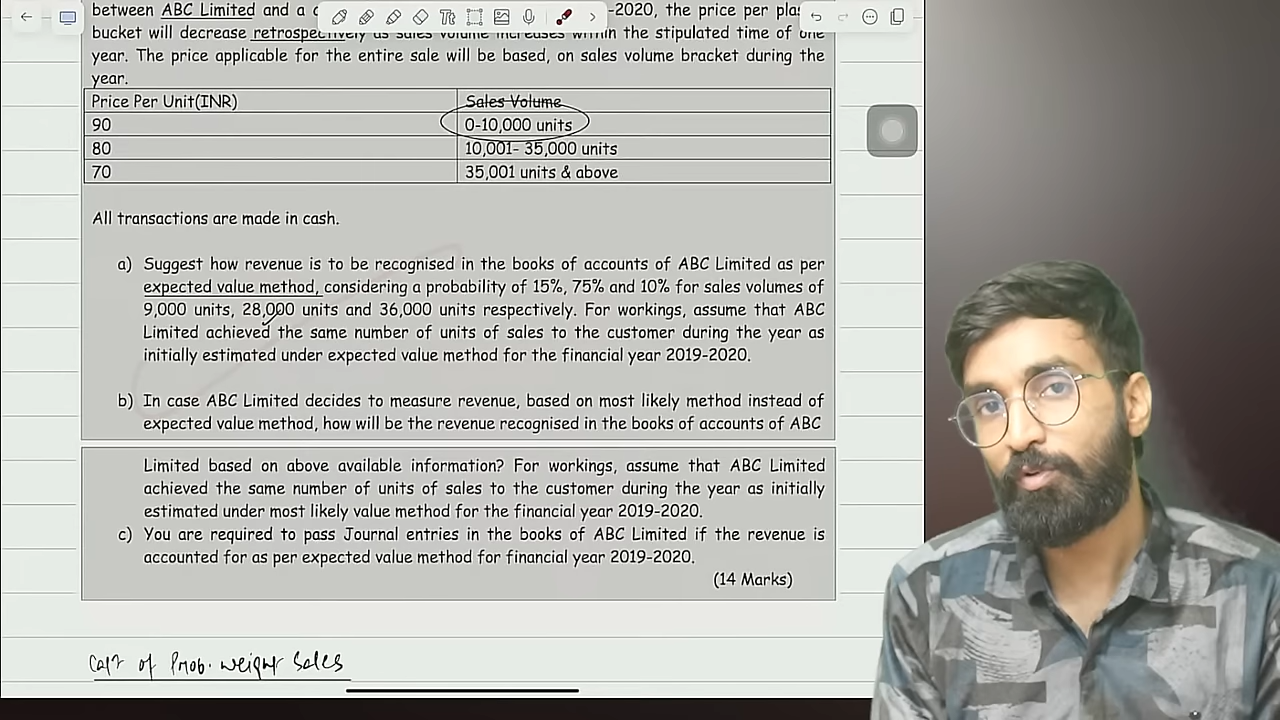 between ABC Limited and a -2020, the price per
bucket will decrease retrospectively as sales volume increases within the stipulated time of one
year. The price applicable for the entire sale will be based, on sales volume bracket during the
year.
Price Per Unit(INR) Sales Volume
90 0-10,000 units
80 10,001- 35,000 units
70 35,001 units & above
All transactions are made in cash.
a) Suggest how revenue is to be recognised in the books of accounts of ABC Limited as per
expected value method, considering a probability of 15%, 75% and 10% for sales volumes of
9,000 units, 28,000 units and 36,000 units respectively. For workings, assume that ABC
Limited achieved the same number of units of sales to the customer during the year as
initially estimated under expected value method for the financial year 2019-2020.
b) In case ABC Limited decides to measure revenue, based on most likely method instead of
expected value method, how will be the revenue recognised in the books of accounts of ABC
Limited based on above available information? For workings, assume that ABC Limited
achieved the same number of units of sales to the customer during the year as initially
estimated under most likely value method for the financial year 2019-2020.
c) You are required to pass Journal entries in the books of ABC Limited if the revenue is
accounted for as per expected value method for financial year 2019-2020.
(14 Marks)
of Prob. weight Sales